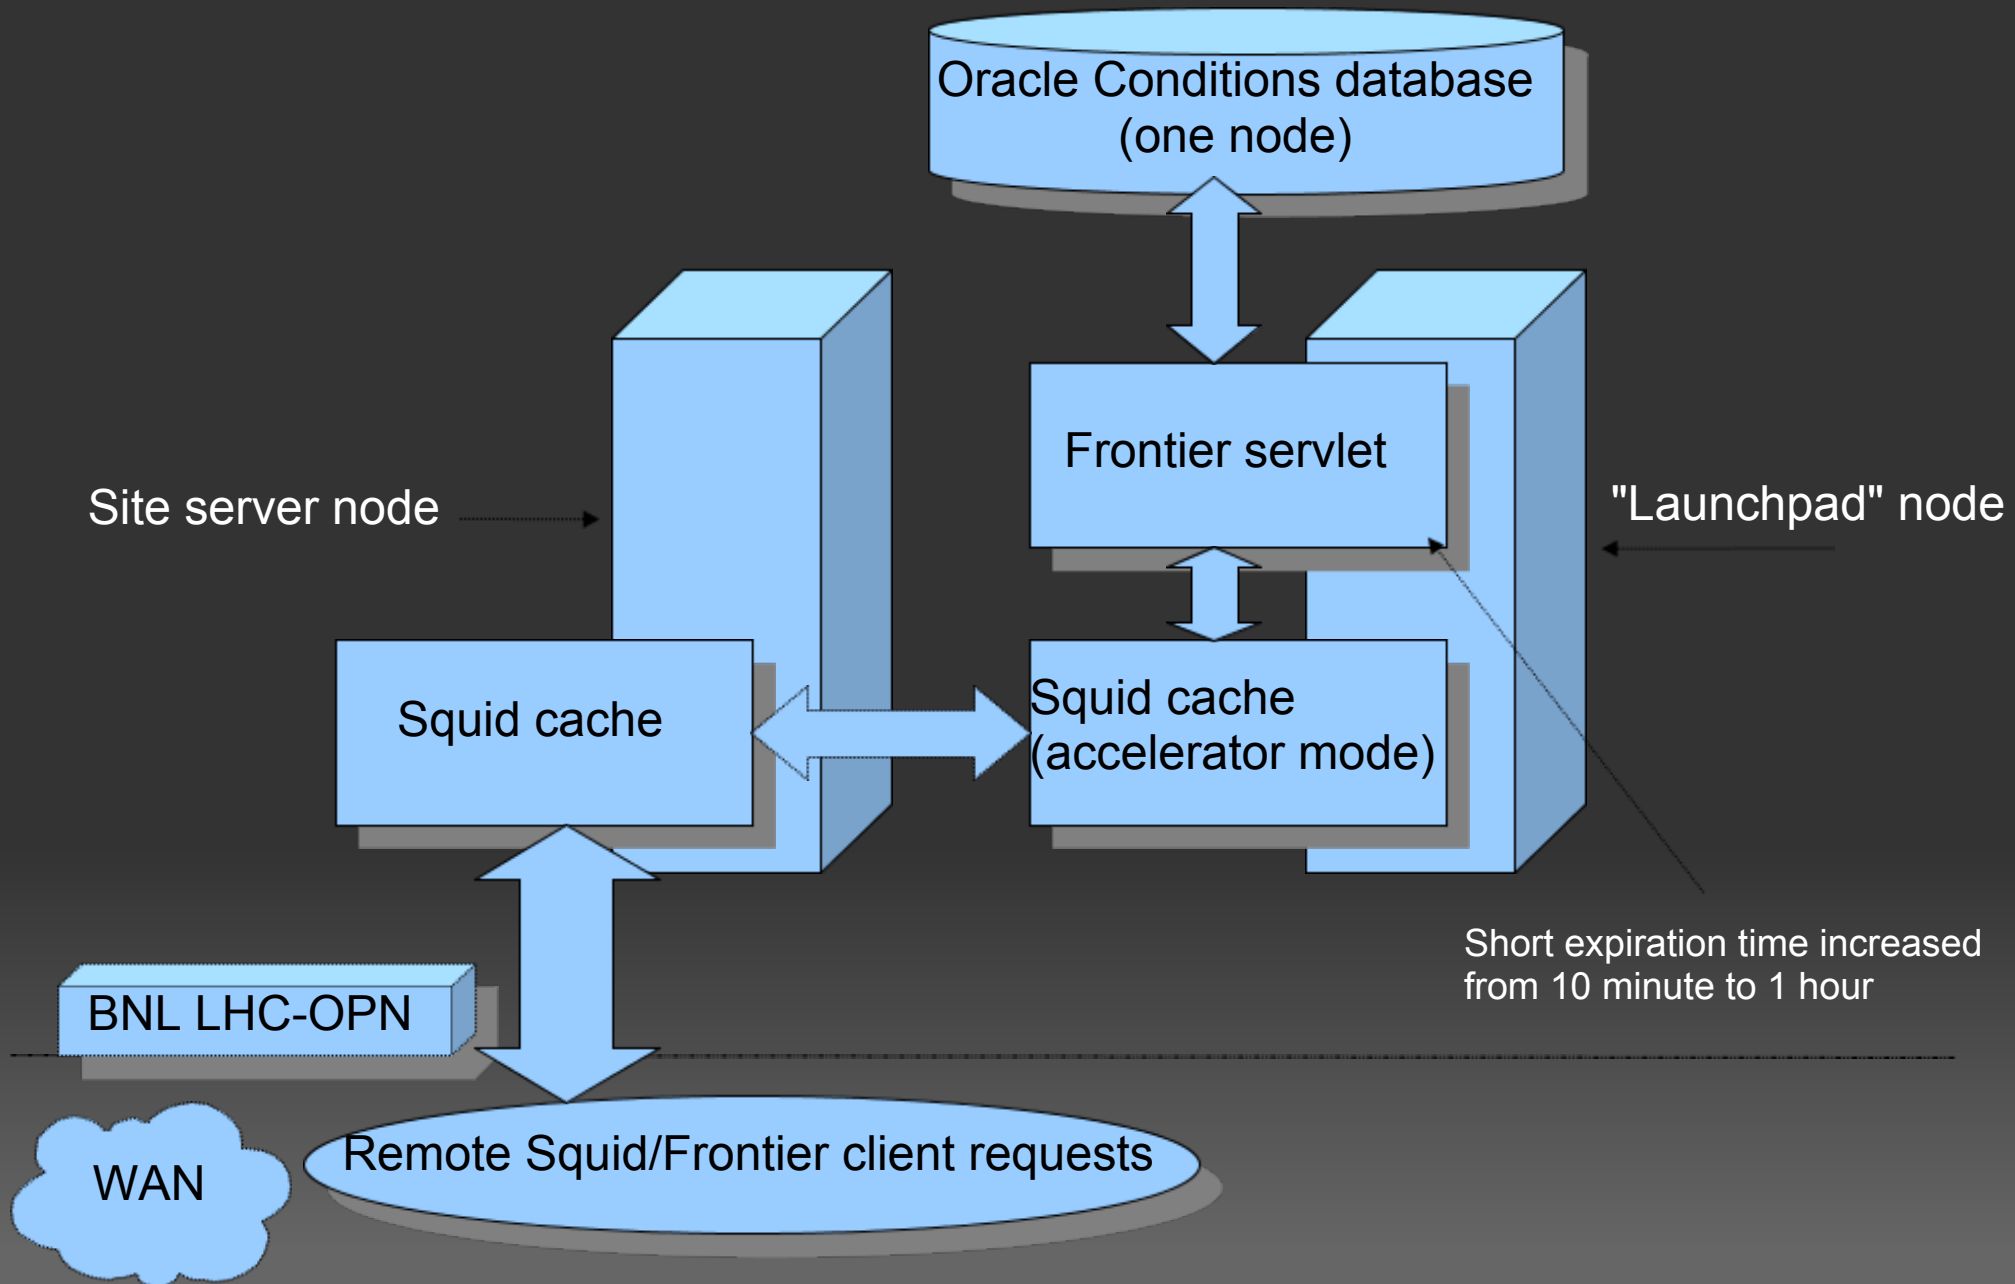 Oracle Conditions database
(one node)
Frontier servlet
Site server node
"Launchpad" node
Squid cache
Squid cache
(accelerator mode)
Short expiration time increased
from 10 minute to 1 hour
BNL LHC-OPN
Remote Squid/Frontier client requests
WAN